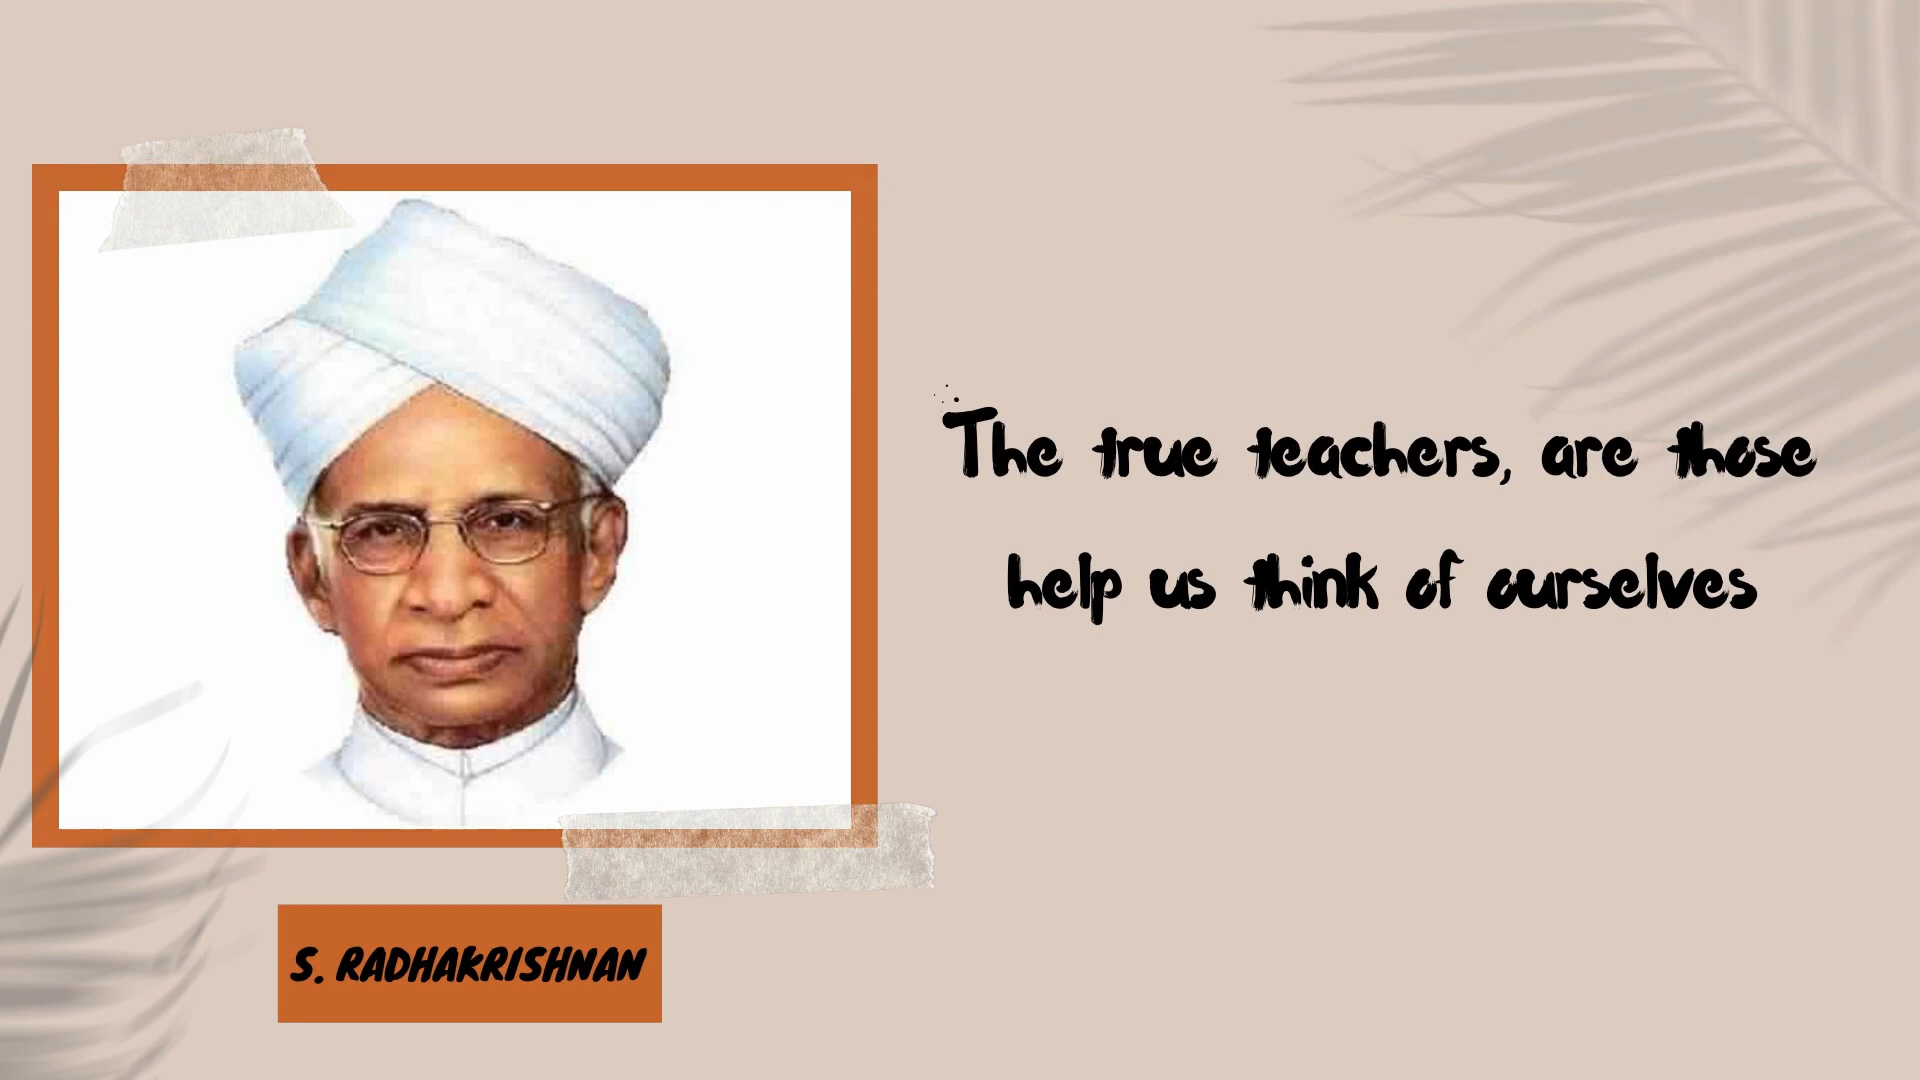 The true teachers, are those
help us think of ourselves
S. RADHAKRISHNAN